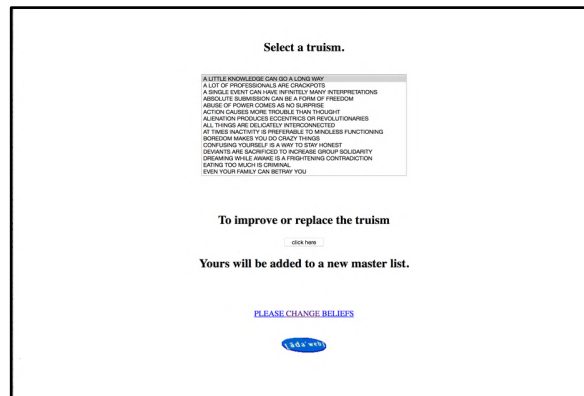 Select a truism.
A LITTLE KNOWLEDGE CAN GO A LONG WAY
A LOT OF PROFESSIONALS ARE CRACKPOTS
A SINGLE EVENT CAN HAVE INFINITELY MANY INTERPRETATIONS
ABSOLUTE SUBMISSION CAN BE A FORM OF FREEDOM
ABUSE OF POWER COMES AS NO SURPRISE
ACTION CAUSES MORE TROUBLE THAN THOUGHT
ALIENATION PRODUCES ECCENTRICS OR REVOLUTIONARIES
ALL THINGS ARE DELICATELY INTERCONNECTED
AT TIMES INACTIVITY IS PREFERABLE TO MINDLESS FUNCTIONING
BOREDOM MAKES YOU DO CRAZY THINGS
CONFUSING YOURSELF IS A WAY TO STAY HONEST
DEVIANTS ARE SACRIFICED TO INCREASE GROUP SOLIDARITY
DREAMING WHILE AWAKE IS A FRIGHTENING CONTRADICTION
EATING TOO MUCH IS CRIMINAL
EVEN YOUR FAMILY CAN BETRAY YOU
To improve or replace the truism
click here
Yours will be added to a new master list.
PLEASE CHANGE BELIEFS
äda'web